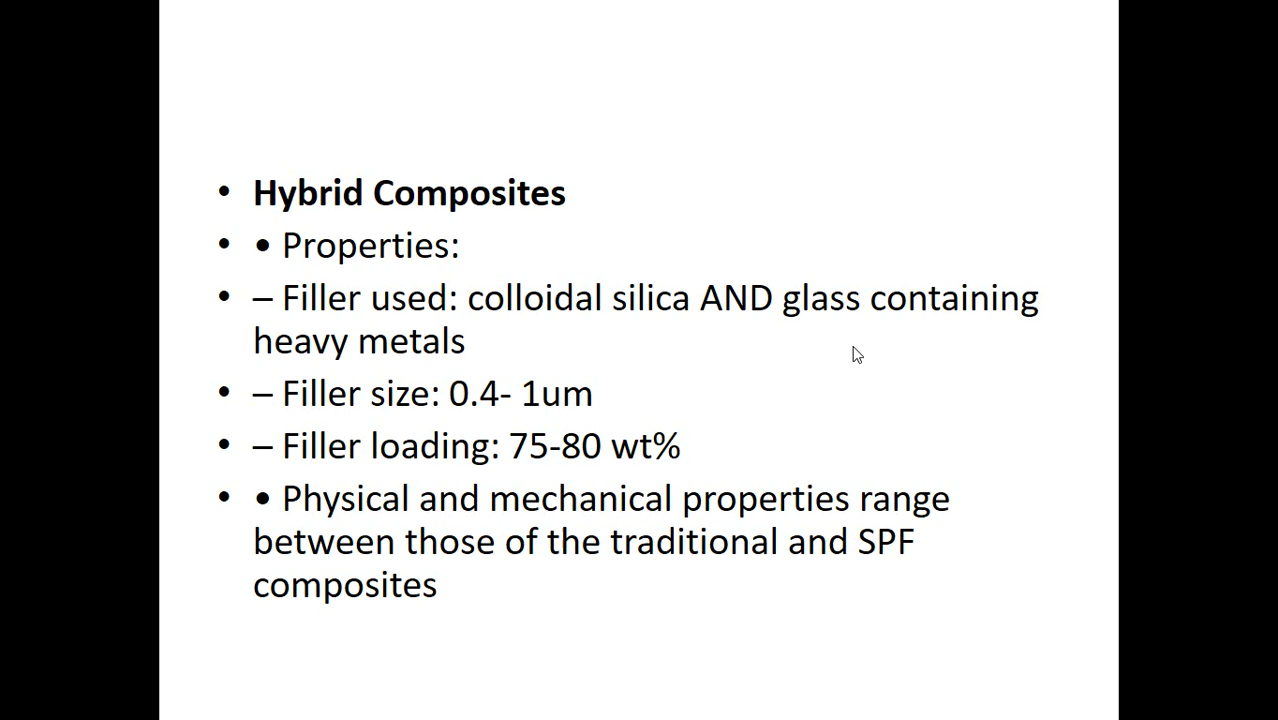 • Hybrid Composites
• • Properties:
• – Filler used: colloidal silica AND glass containing
heavy metals
• – Filler size: 0.4- 1um
• – Filler loading: 75-80 wt%
• • Physical and mechanical properties range
between those of the traditional and SPF
composites